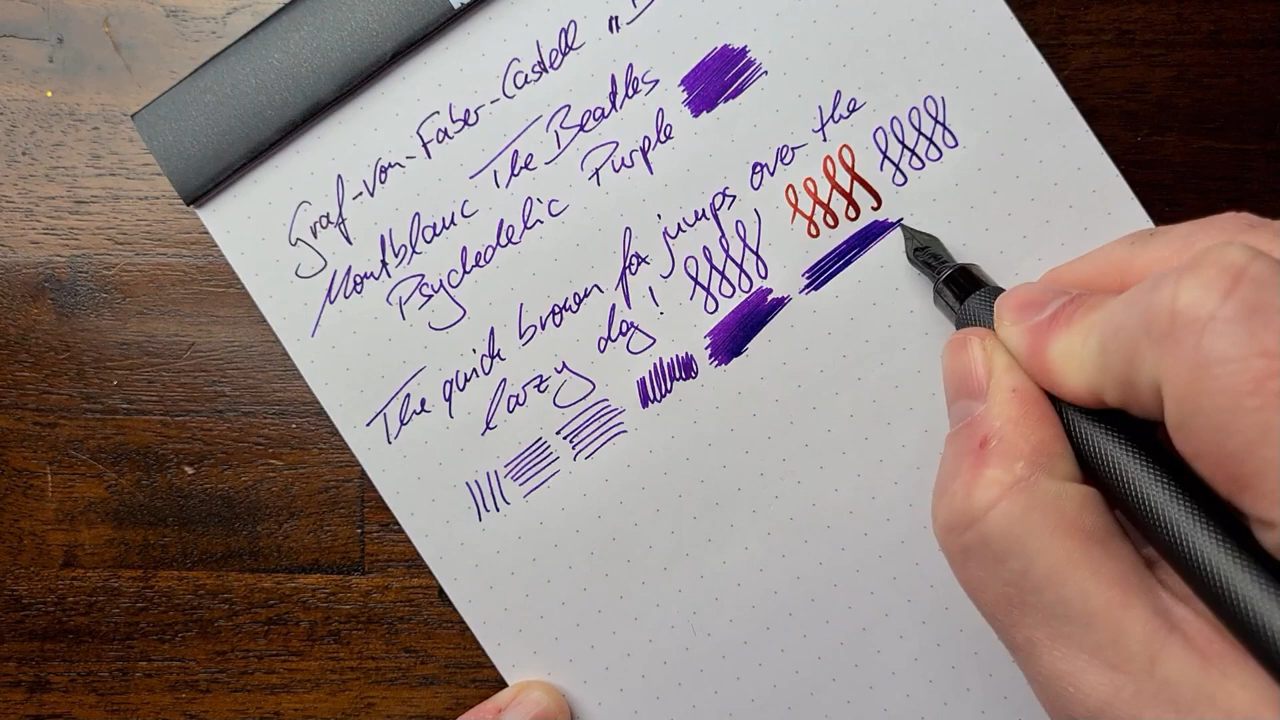 Graf-von-Faber-Castell „B
Montblanc The Beatles
Psychedelic Purple
The quick brown fox jumps over the
lazy dog!